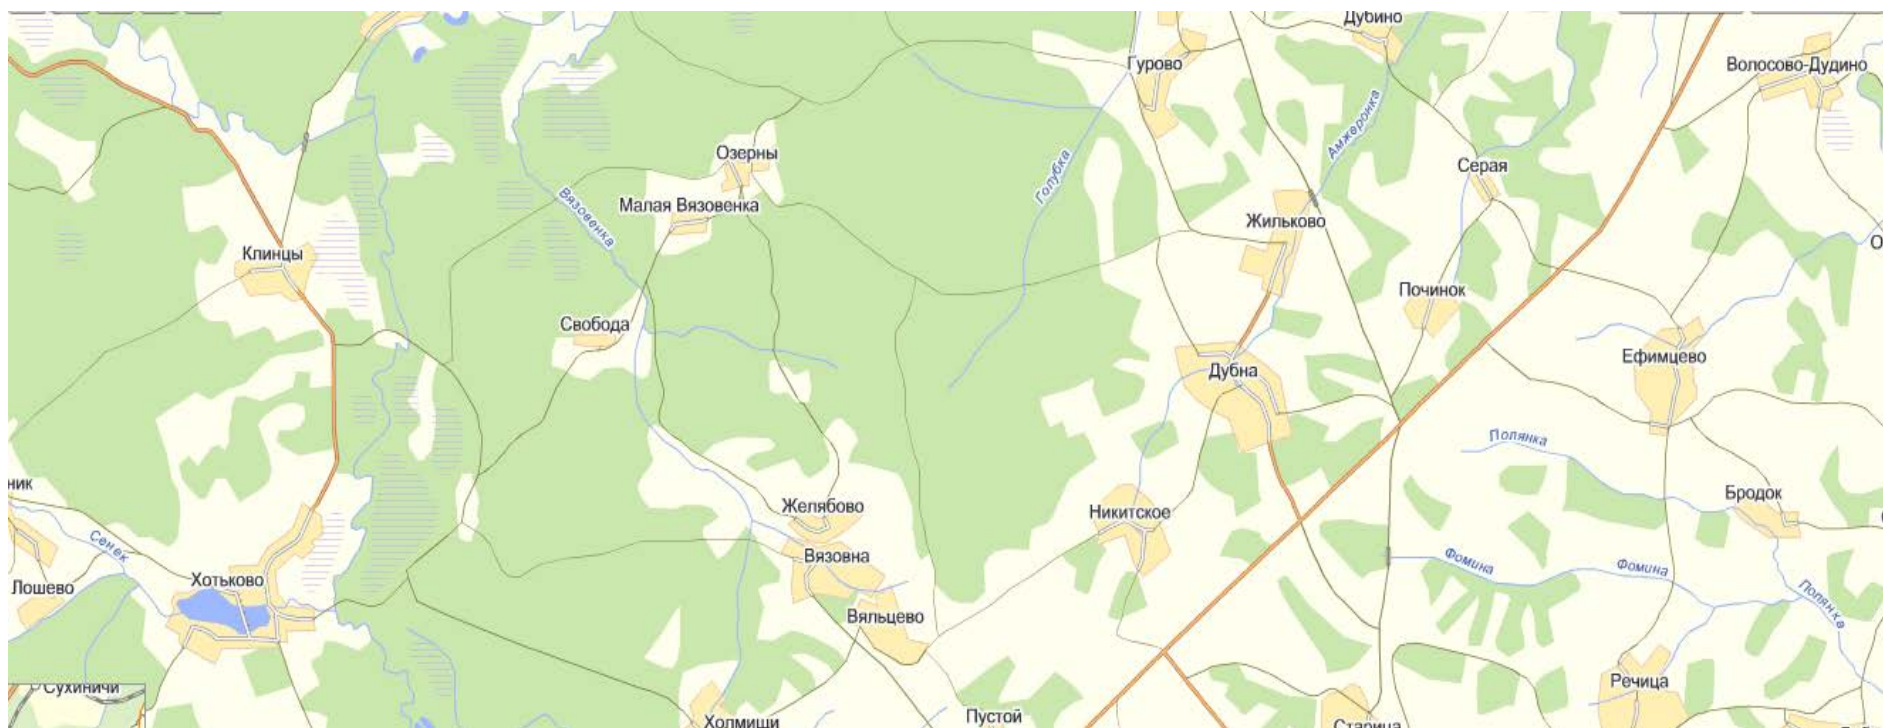 Дубино
Гурово
Волосово-Дудино
Амжеронка
Озерны
Голубка
Серая
Малая Вязовенка
Вязовенка
Жильково
Клинцы
Починок
Свобода
Ефимцево
Дубна
Полянка
ник
Бродок
Желябово
Никитское
Сенек
Вязовна
Фомина
Фомина
Хотьково
Лошево
Полянка
Вяльцево
Речица
Сухиничи
Пустой
Холмищи
Старица